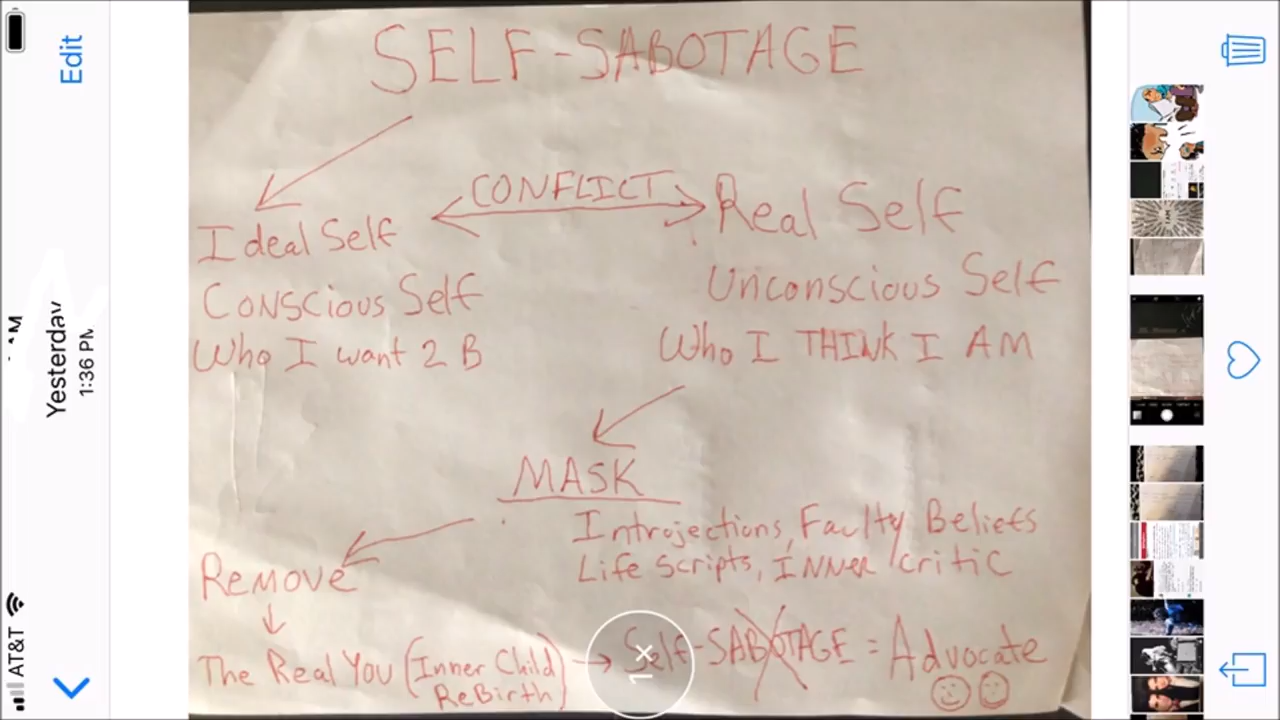 SELF-SABOTAGE
CONFLICT
Ideal Self
Conscious Self
Who I want 2 B
Real Self
Unconscious Self
Who I THINK I AM
MASK
Introjections, Faulty Beliefs
Life Scripts, INNER critic
REMOVE
The Real You (Inner Child
ReBirth)
Self-SABOTAGE = Advocate
Edit
Yesterday
1:36 PM
AT&T
1×